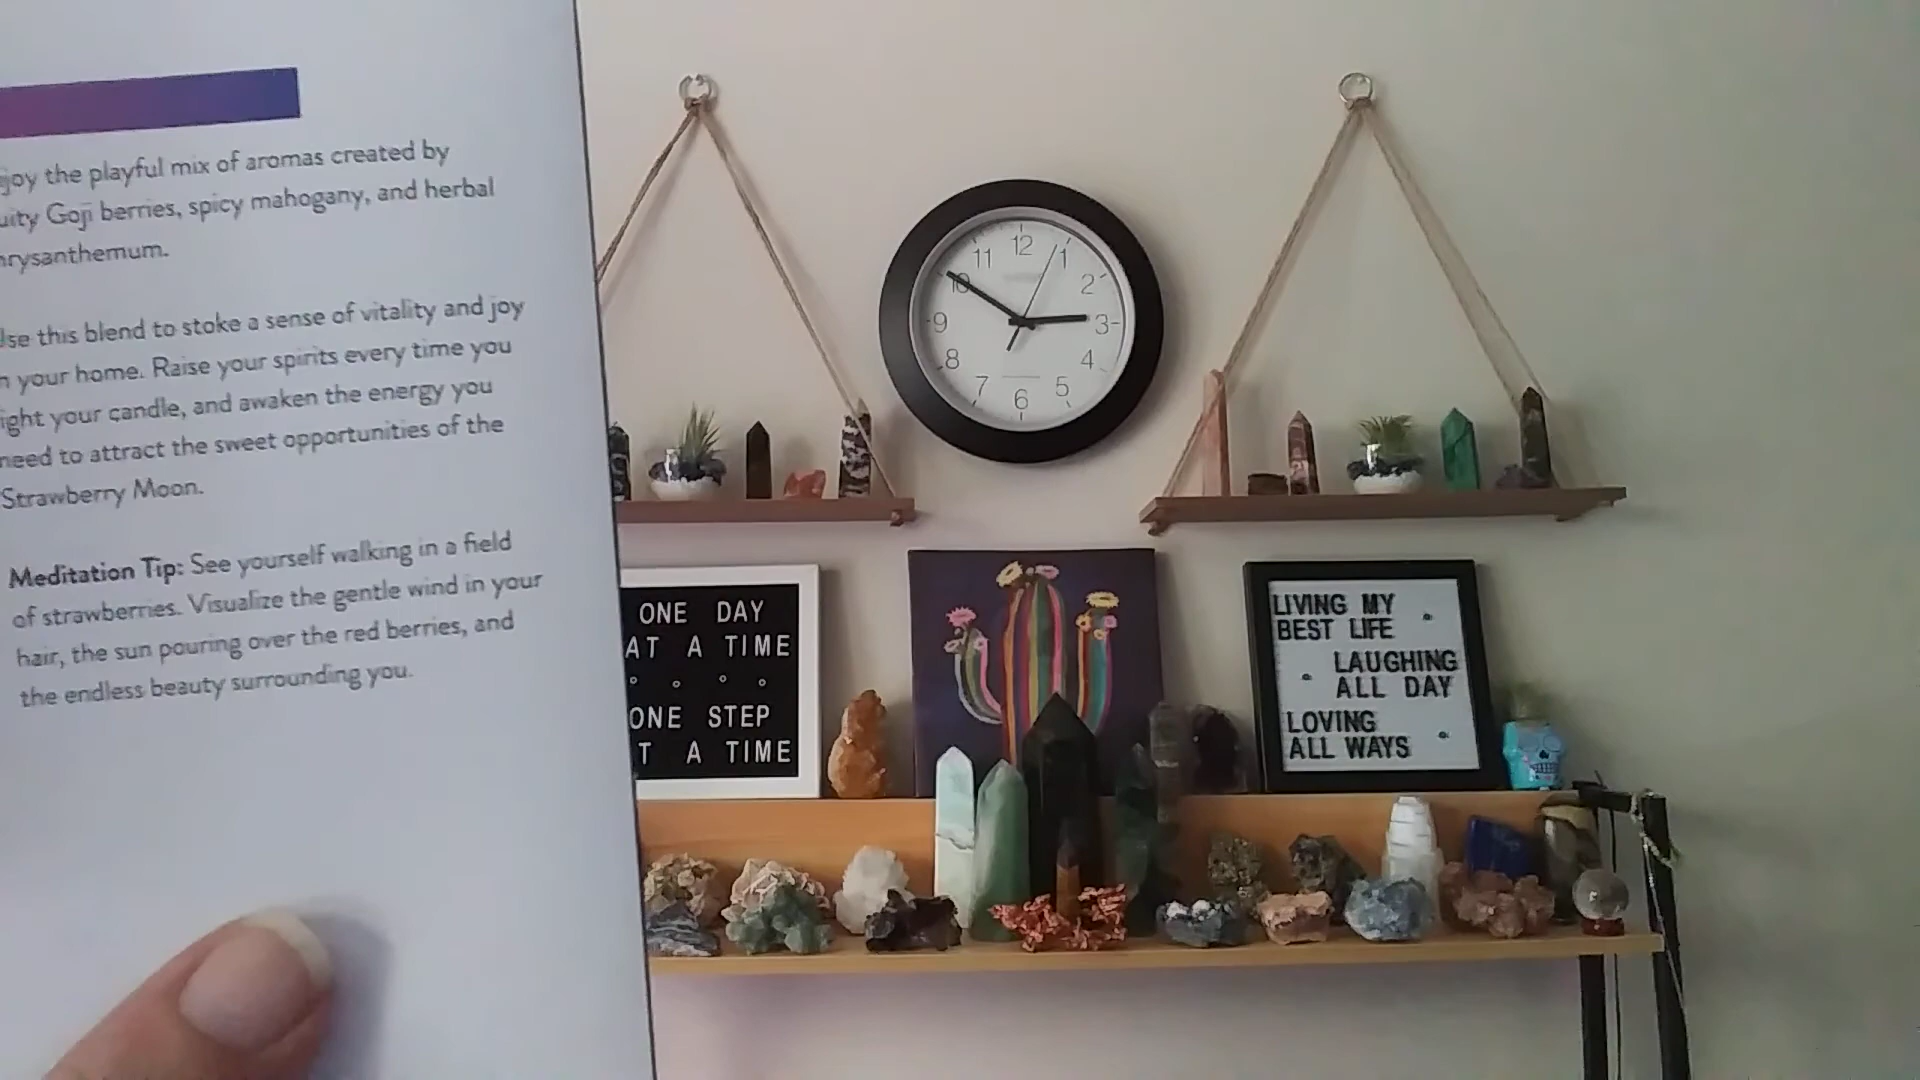 joy the playful mix of aromas created by
uity Goji berries, spicy mahogany, and herbal
hrysanthemum.
Use this blend to stoke a sense of vitality and joy
n your home. Raise your spirits every time you
ight your candle, and awaken the energy you
need to attract the sweet opportunities of the
Strawberry Moon.
Meditation Tip: See yourself walking in a field
of strawberries. Visualize the gentle wind in your
hair, the sun pouring over the red berries, and
the endless beauty surrounding you.
12
1
2
3
4
5
6
7
8
9
10
11
ONE DAY
AT A TIME
ONE STEP
T A TIME
LIVING MY
BEST LIFE
LAUGHING
ALL DAY
LOVING
ALL WAYS